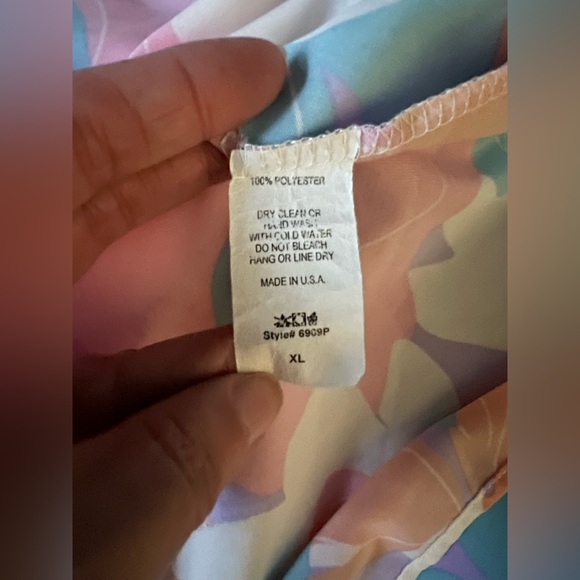 100% POLYESTER
DRY CLEAN OR
HAND WASH
WITH COLD WATER
DO NOT BLEACH
HANG OR LINE DRY
MADE IN U.S.A.
Style# 6909P
XL